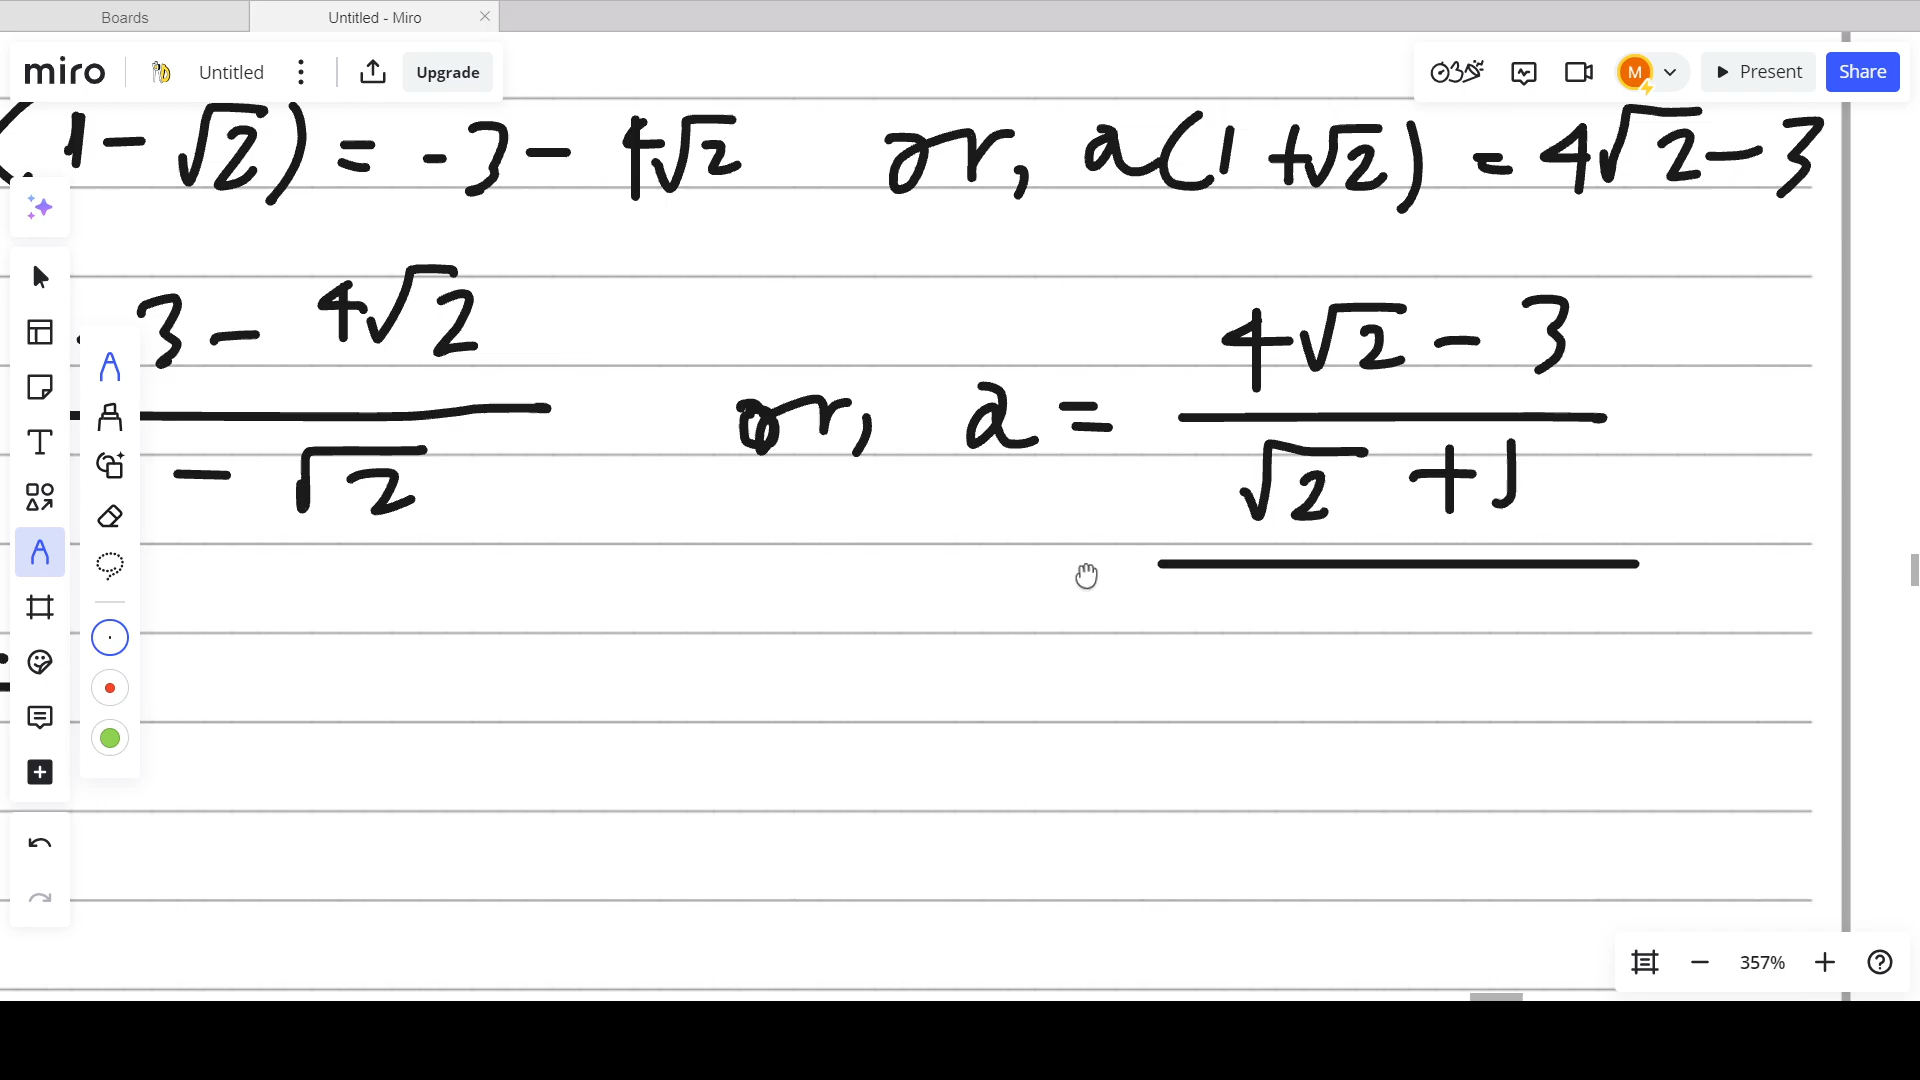 Boards
Untitled - Miro
miro
Untitled
Upgrade
M
Present
Share
(1 - √2) = -3 - 4√2 or, a(1 + √2) = 4√2 - 3
3 - 4√2
- √2
or, a =
4√2 - 3
√2 + 1
T
357%